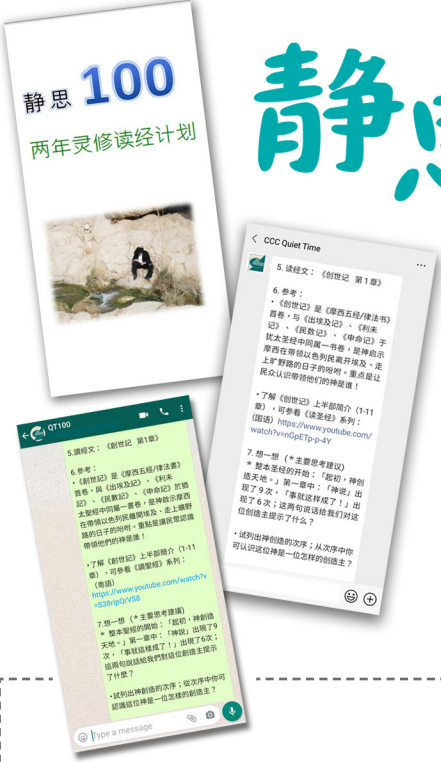 静思 100
两年灵修读经计划
静
CCC Quiet Time
5. 读经文：《创世记 第1章》
6. 参考：
·《创世记》是《摩西五经/律法书》
首卷，与《出埃及记》、《利未
记》、《民数记》、《申命记》于
犹太圣经中同属一书卷，是神启示
摩西在带领以色列民离开埃及、走
上旷野路的日子的吩咐。重点是让
民众认识带领他们的神是谁！
·了解《创世记》上半部简介（1-11
章），可参看《读圣经》系列：
(国语) https://www.youtube.com/
watch?v=nGpETp-p-4Y
7. 想一想（*主要思考建议）
* 整本圣经的开始：「起初，神创
造天地。」第一章中：「神说」出
现了9次，「事就这样成了！」出
现了6次；这两句说话给我们对这
位创造主提示了什么？
·试列出神创造的次序；从次序中你
可认识这位神是一位怎样的创造主？
QT100
5.讀經文：《創世記 第1章》
6.參考：
·《創世記》是《摩西五經/律法書》
首卷，與《出埃及記》、《利未
記》、《民數記》、《申命記》於猶
太聖經中同屬一書卷，是神啟示摩西
在帶領以色列民離開埃及、走上曠野
路的日子的吩咐。重點是讓民眾認識
帶領他們的神是誰！
·了解《創世記》上半部簡介（1-11
章），可參看《讀聖經》系列：
（粵語）
https://www.youtube.com/watch?v
=S38rIpQrVS8
7.想一想（*主要思考建議）
* 整本聖經的開始：「起初，神創造
天地。」第一章中：「神說」出現了9
次，「事就這樣成了！」出現了6次；
這兩句說話給我們對這位創造主提示
了什麼？
·試列出神創造的次序；從次序中你可
認識這位神是一位怎樣的創造主？
Type a message